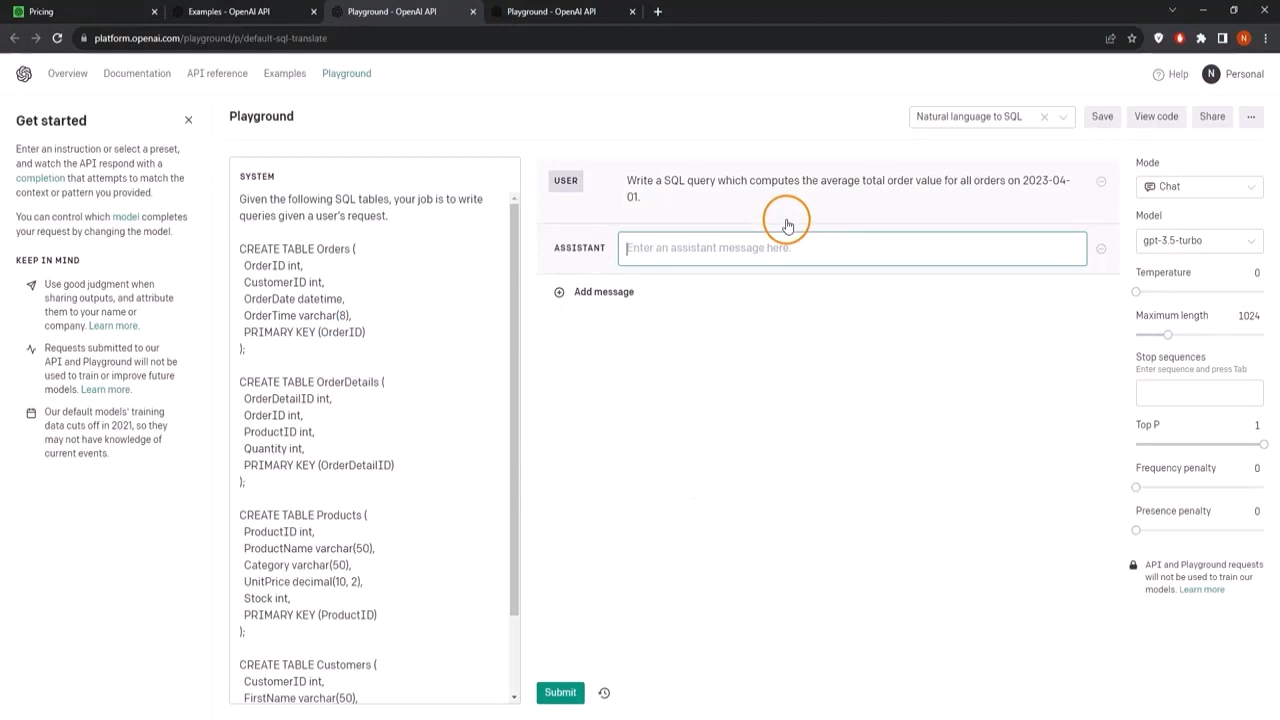 Pricing
Examples - OpenAI API
Playground - OpenAI API
Playground - OpenAI API
platform.openai.com/playground/p/default-sql-translate
N
Overview
Documentation
API reference
Examples
Playground
Help
N
Personal
Get started
Enter an instruction or select a preset,
and watch the API respond with a
completion that attempts to match the
context or pattern you provided.
You can control which model completes
your request by changing the model.
KEEP IN MIND
Use good judgment when
sharing outputs, and attribute
them to your name or
company. Learn more.
Requests submitted to our
API and Playground will not be
used to train or improve future
models. Learn more.
Our default models' training
data cuts off in 2021, so they
may not have knowledge of
current events.
Playground
Natural language to SQL
Save
View code
Share
...
SYSTEM
Given the following SQL tables, your job is to write
queries given a user's request.
CREATE TABLE Orders (
OrderID int,
CustomerID int,
OrderDate datetime,
OrderTime varchar(8),
PRIMARY KEY (OrderID)
);
CREATE TABLE OrderDetails (
OrderDetailID int,
OrderID int,
ProductID int,
Quantity int,
PRIMARY KEY (OrderDetailID)
);
CREATE TABLE Products (
ProductID int,
ProductName varchar(50),
Category varchar(50),
UnitPrice decimal(10, 2),
Stock int,
PRIMARY KEY (ProductID)
);
CREATE TABLE Customers (
CustomerID int,
FirstName varchar(50),
USER
Write a SQL query which computes the average total order value for all orders on 2023-04-
01.
ASSISTANT
Enter an assistant message here.
Add message
Submit
Mode
Chat
Model
gpt-3.5-turbo
Temperature 0
Maximum length 1024
Stop sequences
Enter sequence and press Tab
Top P 1
Frequency penalty 0
Presence penalty 0
API and Playground requests
will not be used to train our
models. Learn more